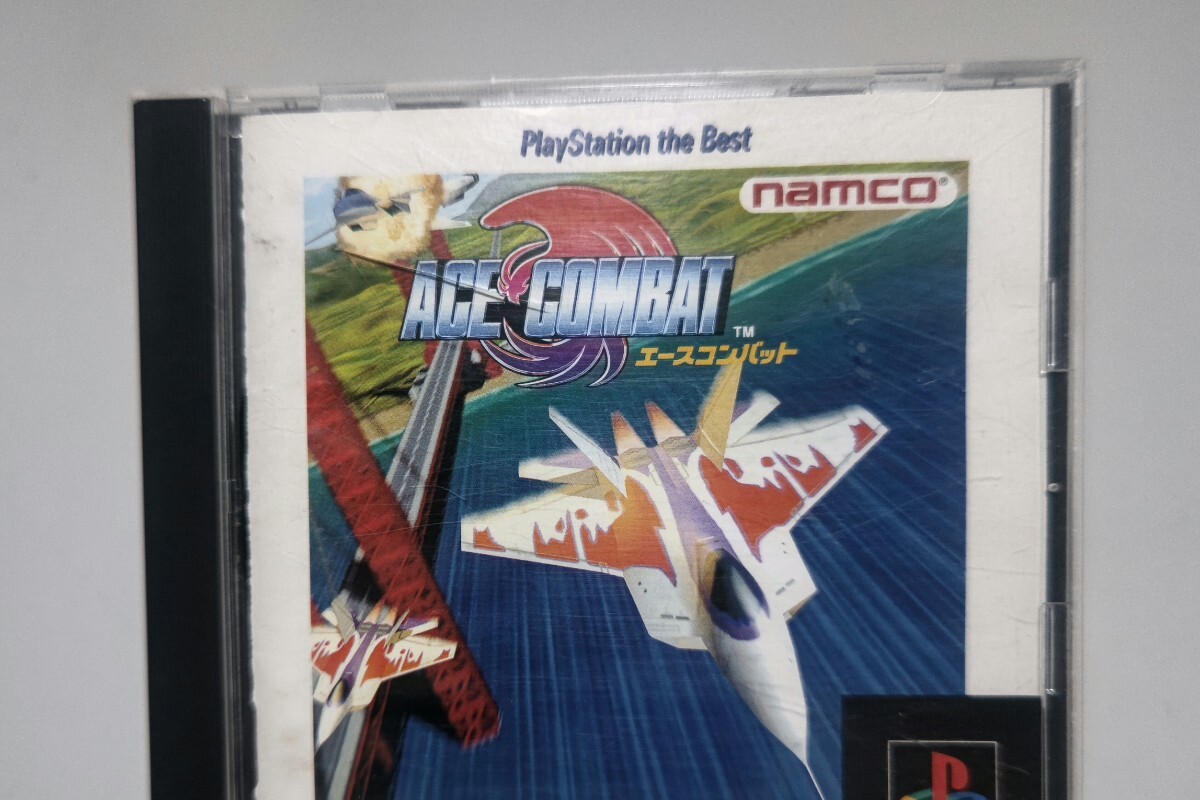 PlayStation the Best
namco®
ACE COMBAT
TM
エースコンバット